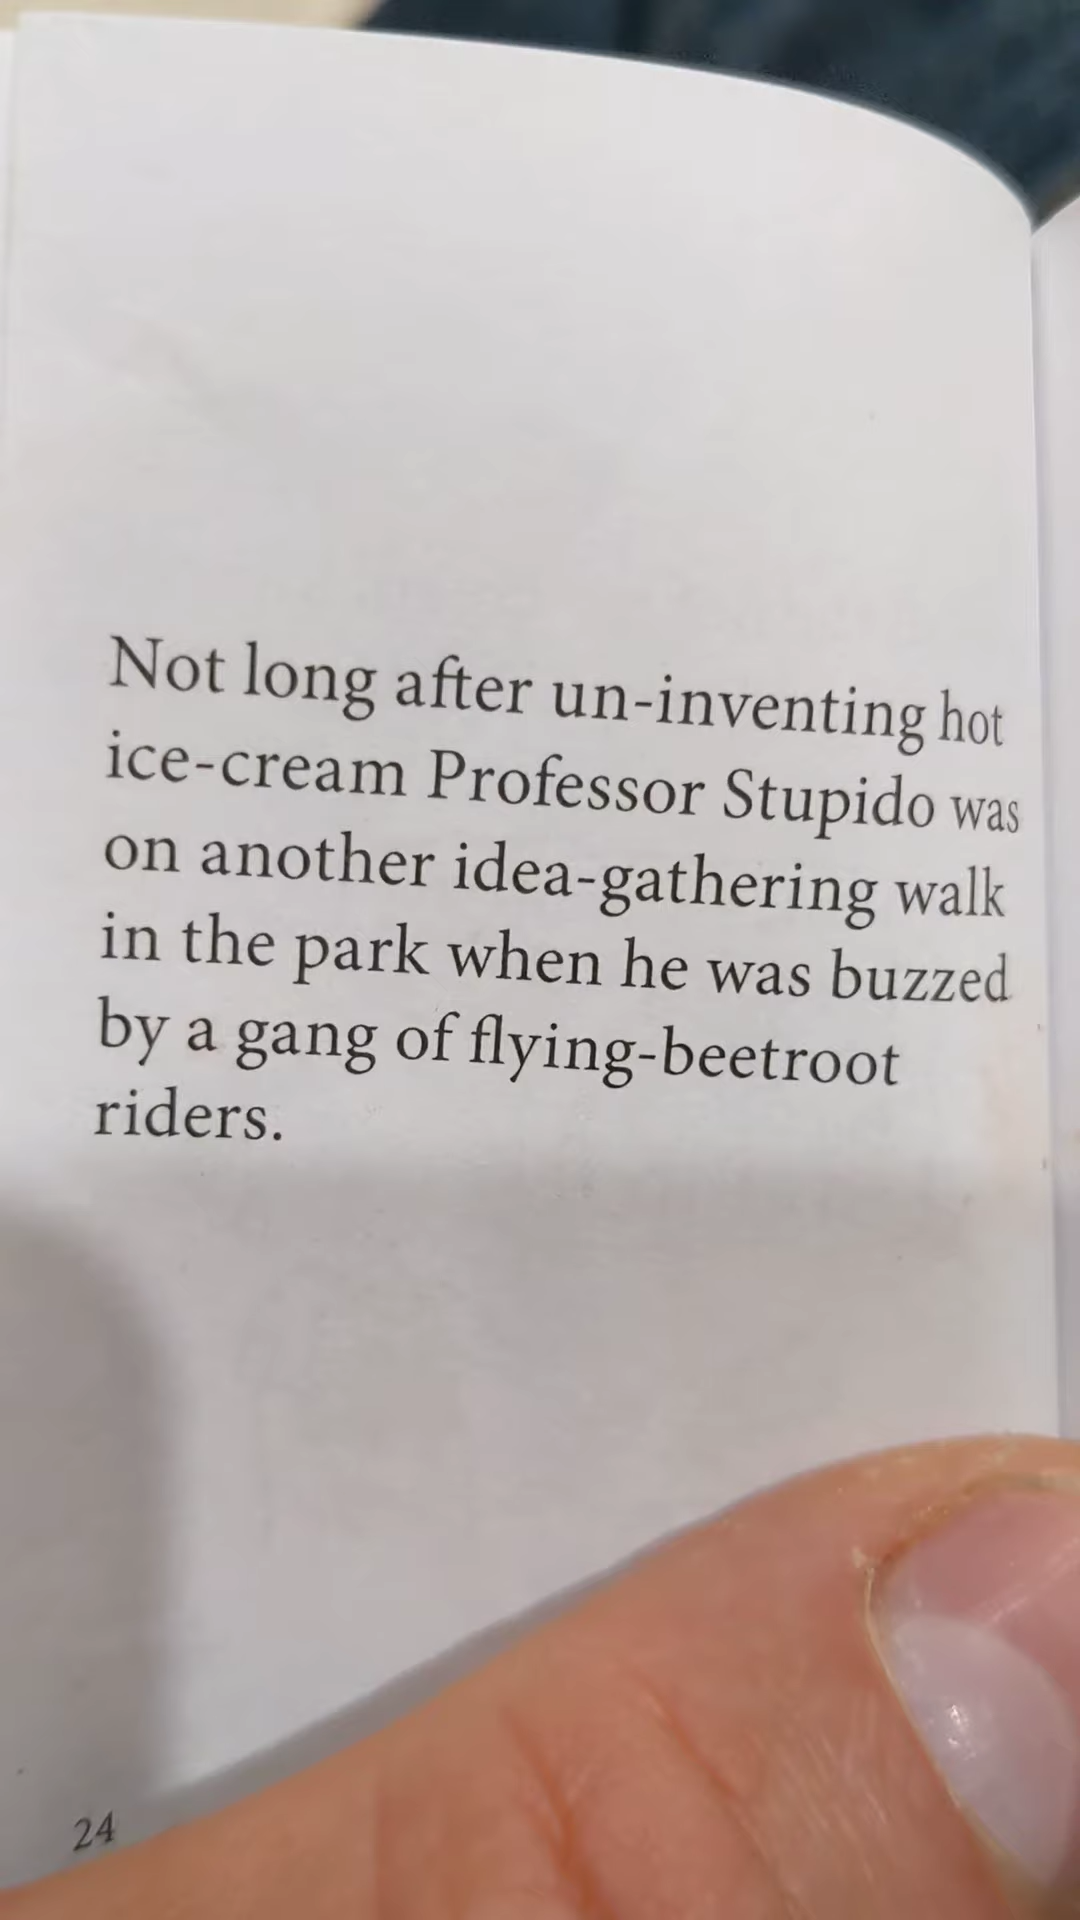 Not long after un-inventing hot
ice-cream Professor Stupido was
on another idea-gathering walk
in the park when he was buzzed
by a gang of flying-beetroot
riders.
24